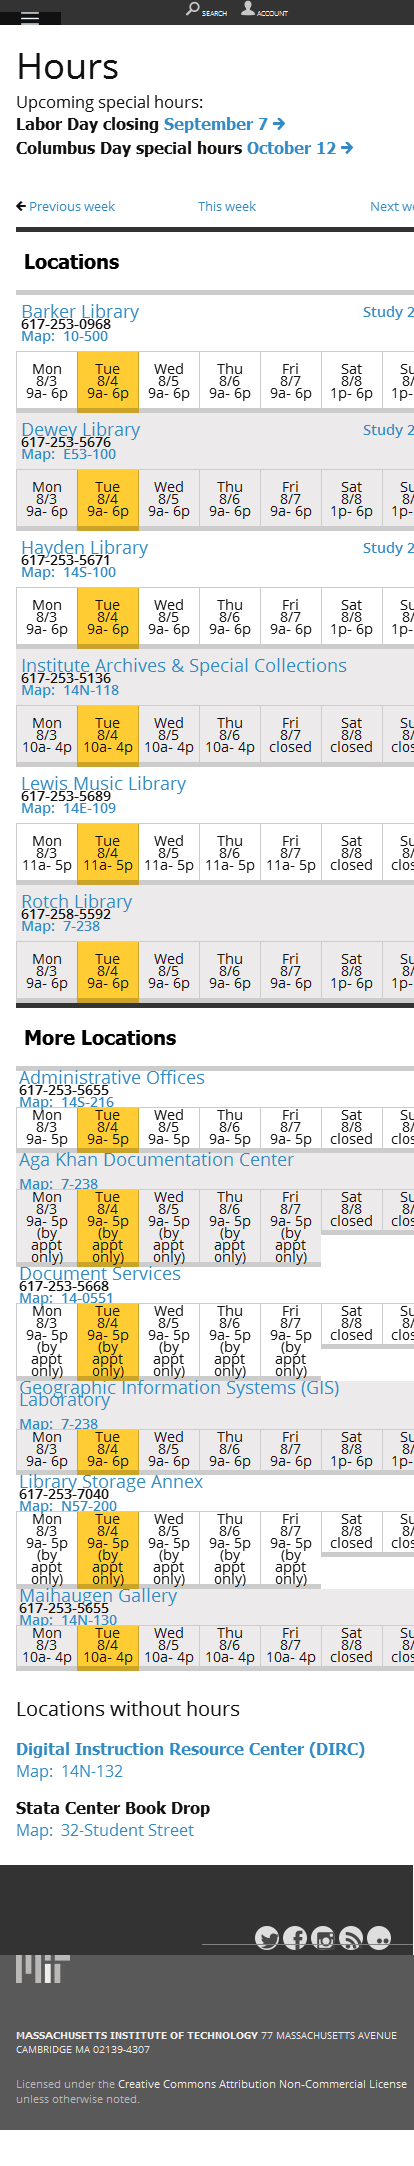 SEARCH ACCOUNT
Hours
Upcoming special hours:
Labor Day closing September 7
Columbus Day special hours October 12
Previous week This week Next we
Locations
Barker Library Study 2
617-253-0968
Map: 10-500
Mon Tue Wed Thu Fri Sat Su
8/3 8/4 8/5 8/6 8/7 8/8 8/
9a- 6p 9a- 6p 9a- 6p 9a- 6p 9a- 6p 1p- 6p 1p-
Dewey Library Study 2
617-253-5676
Map: E53-100
Mon Tue Wed Thu Fri Sat Su
8/3 8/4 8/5 8/6 8/7 8/8 8/
9a- 6p 9a- 6p 9a- 6p 9a- 6p 9a- 6p 1p- 6p 1p-
Hayden Library Study 2
617-253-5671
Map: 14S-100
Mon Tue Wed Thu Fri Sat Su
8/3 8/4 8/5 8/6 8/7 8/8 8/
9a- 6p 9a- 6p 9a- 6p 9a- 6p 9a- 6p 1p- 6p 1p-
Institute Archives & Special Collections
617-253-5136
Map: 14N-118
Mon Tue Wed Thu Fri Sat Su
8/3 8/4 8/5 8/6 8/7 8/8 8/
10a- 4p 10a- 4p 10a- 4p 10a- 4p closed closed clos
Lewis Music Library
617-253-5689
Map: 14E-109
Mon Tue Wed Thu Fri Sat Su
8/3 8/4 8/5 8/6 8/7 8/8 8/
11a- 5p 11a- 5p 11a- 5p 11a- 5p 11a- 5p closed clos
Rotch Library
617-258-5592
Map: 7-238
Mon Tue Wed Thu Fri Sat Su
8/3 8/4 8/5 8/6 8/7 8/8 8/
9a- 6p 9a- 6p 9a- 6p 9a- 6p 9a- 6p 1p- 6p 1p-
More Locations
Administrative Offices
617-253-5655
Map: 14S-216
Mon Tue Wed Thu Fri Sat Su
8/3 8/4 8/5 8/6 8/7 8/8 8/
9a- 5p 9a- 5p 9a- 5p 9a- 5p 9a- 5p closed clos
Aga Khan Documentation Center
Map: 7-238
Mon Tue Wed Thu Fri Sat Su
8/3 8/4 8/5 8/6 8/7 8/8 8/
9a- 5p 9a- 5p 9a- 5p 9a- 5p 9a- 5p closed clos
(by (by (by (by (by
appt appt appt appt appt
only) only) only) only) only)
Document Services
617-253-5668
Map: 14-0551
Mon Tue Wed Thu Fri Sat Su
8/3 8/4 8/5 8/6 8/7 8/8 8/
9a- 5p 9a- 5p 9a- 5p 9a- 5p 9a- 5p closed clos
(by (by (by (by (by
appt appt appt appt appt
only) only) only) only) only)
Geographic Information Systems (GIS)
Laboratory
Map: 7-238
Mon Tue Wed Thu Fri Sat Su
8/3 8/4 8/5 8/6 8/7 8/8 8/
9a- 6p 9a- 6p 9a- 6p 9a- 6p 9a- 6p 1p- 6p 1p-
Library Storage Annex
617-253-7040
Map: N57-200
Mon Tue Wed Thu Fri Sat Su
8/3 8/4 8/5 8/6 8/7 8/8 8/
9a- 5p 9a- 5p 9a- 5p 9a- 5p 9a- 5p closed clos
(by (by (by (by (by
appt appt appt appt appt
only) only) only) only) only)
Maihaugen Gallery
617-253-5655
Map: 14N-130
Mon Tue Wed Thu Fri Sat Su
8/3 8/4 8/5 8/6 8/7 8/8 8/
10a- 4p 10a- 4p 10a- 4p 10a- 4p 10a- 4p closed clos
Locations without hours
Digital Instruction Resource Center (DIRC)
Map: 14N-132
Stata Center Book Drop
Map: 32-Student Street
MIT
MASSACHUSETTS INSTITUTE OF TECHNOLOGY 77 MASSACHUSETTS AVENUE
CAMBRIDGE MA 02139-4307
Licensed under the Creative Commons Attribution Non-Commercial License
unless otherwise noted.